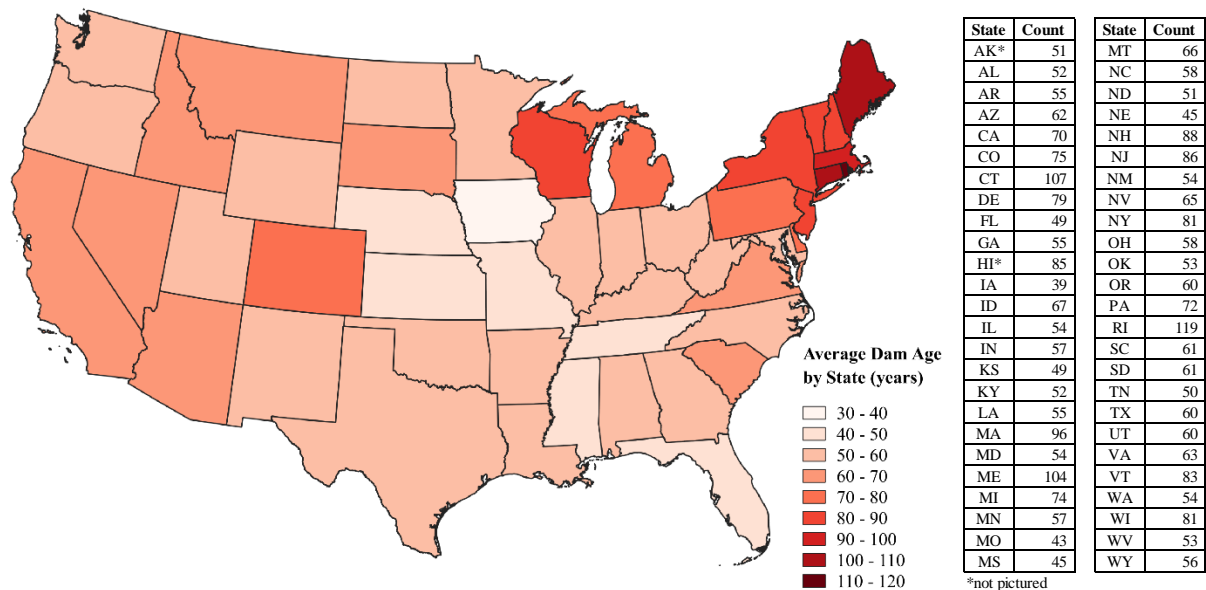 Average Dam Age
by State (years)
30 - 40
40 - 50
50 - 60
60 - 70
70 - 80
80 - 90
90 - 100
100 - 110
110 - 120
State Count
AK* 51
AL 52
AR 55
AZ 62
CA 70
CO 75
CT 107
DE 79
FL 49
GA 55
HI* 85
IA 39
ID 67
IL 54
IN 57
KS 49
KY 52
LA 55
MA 96
MD 54
ME 104
MI 74
MN 57
MO 43
MS 45
*not pictured
State Count
MT 66
NC 58
ND 51
NE 45
NH 88
NJ 86
NM 54
NV 65
NY 81
OH 58
OK 53
OR 60
PA 72
RI 119
SC 61
SD 61
TN 50
TX 60
UT 60
VA 63
VT 83
WA 54
WI 81
WV 53
WY 56